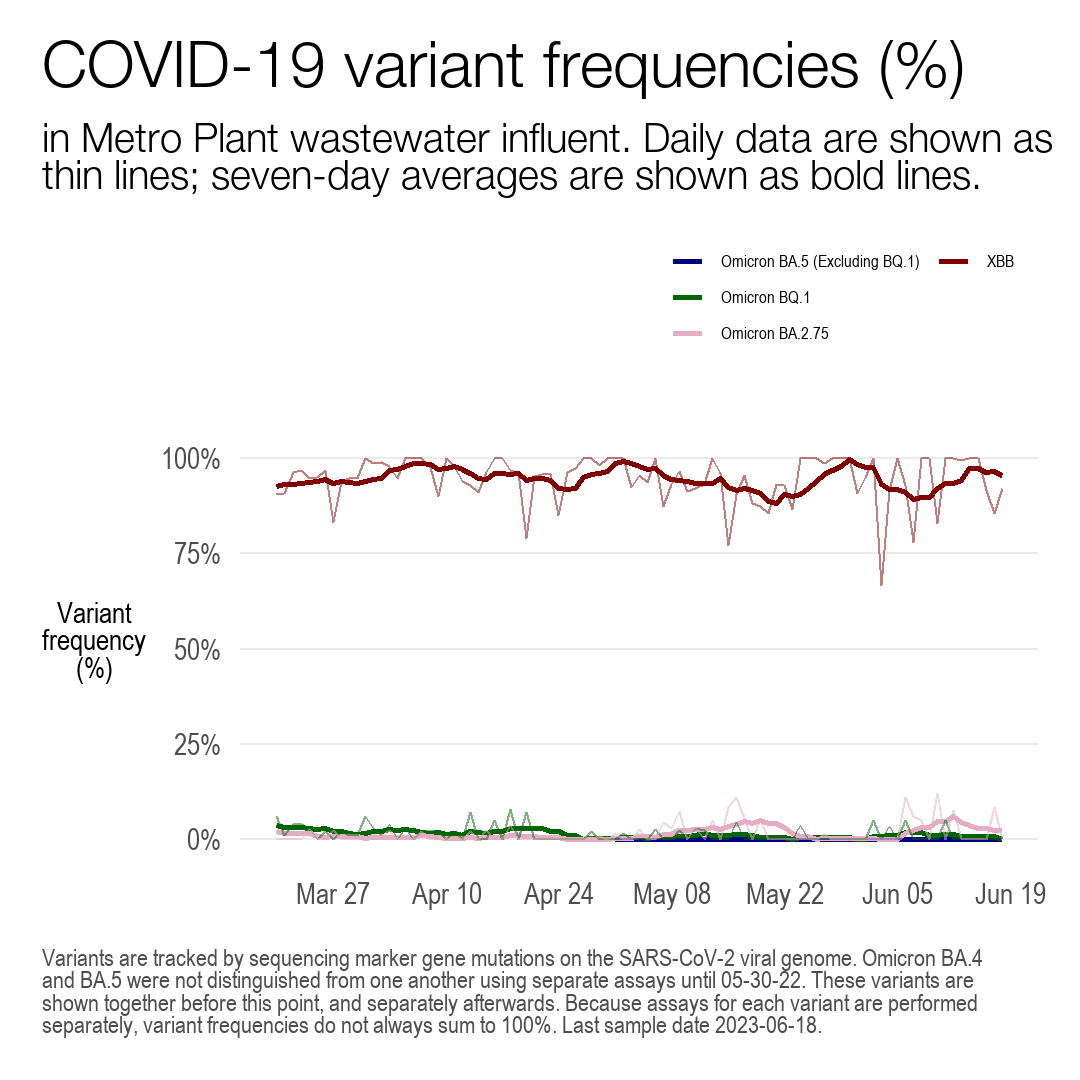 COVID-19 variant frequencies (%)
in Metro Plant wastewater influent. Daily data are shown as
thin lines; seven-day averages are shown as bold lines.
Omicron BA.5 (Excluding BQ.1)
XBB
Omicron BQ.1
Omicron BA.2.75
100%
75%
Variant
frequency
(%)
50%
25%
0%
Mar 27
Apr 10
Apr 24
May 08
May 22
Jun 05
Jun 19
Variants are tracked by sequencing marker gene mutations on the SARS-CoV-2 viral genome. Omicron BA.4
and BA.5 were not distinguished from one another using separate assays until 05-30-22. These variants are
shown together before this point, and separately afterwards. Because assays for each variant are performed
separately, variant frequencies do not always sum to 100%. Last sample date 2023-06-18.